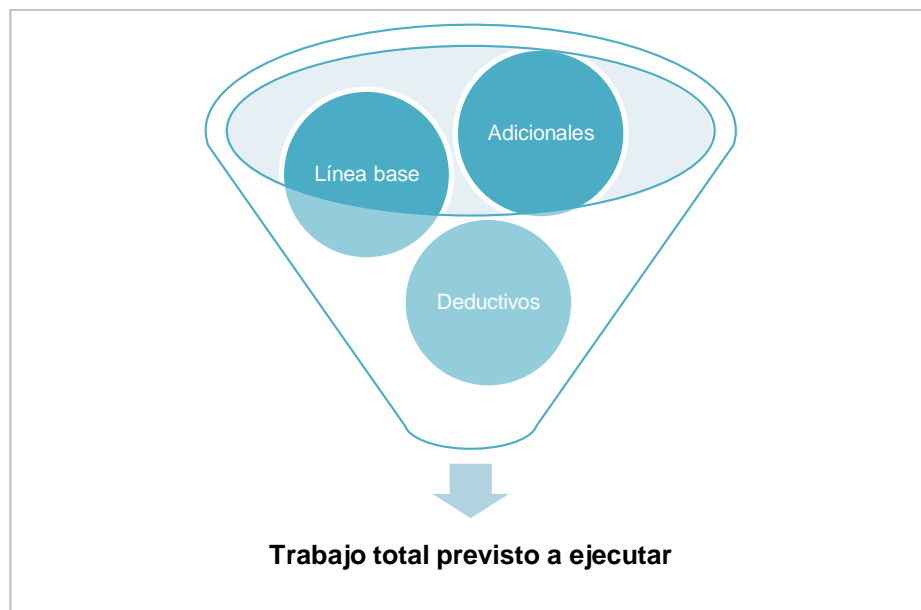 Adicionales
Línea base
Deductivos
Trabajo total previsto a ejecutar